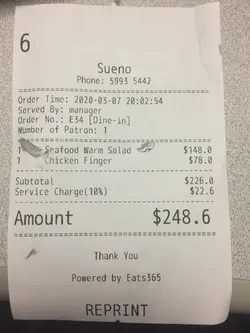 6
Sueno
Phone: 5993 5442
Order Time: 2020-03-07 20:02:54
Served By: manager
Order No.: E34 [Dine-in]
Number of Patron: 1
1 Seafood Warm Salad $148.0
1 Chicken Finger $78.0
Subtotal $226.0
Service Charge(10%) $22.6
Amount $248.6
Thank You
Powered by Eats365
REPRINT